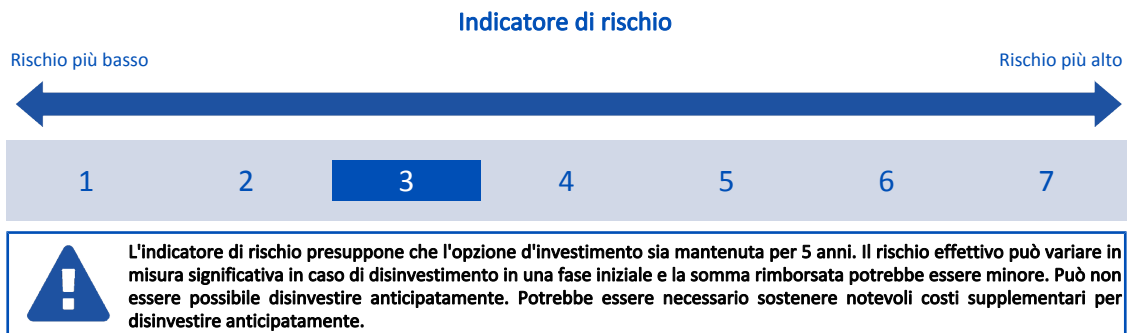 Indicatore di rischio
Rischio più basso
Rischio più alto
1 2 3 4 5 6 7
L'indicatore di rischio presuppone che l'opzione d'investimento sia mantenuta per 5 anni. Il rischio effettivo può variare in
misura significativa in caso di disinvestimento in una fase iniziale e la somma rimborsata potrebbe essere minore. Può non
essere possibile disinvestire anticipatamente. Potrebbe essere necessario sostenere notevoli costi supplementari per
disinvestire anticipatamente.